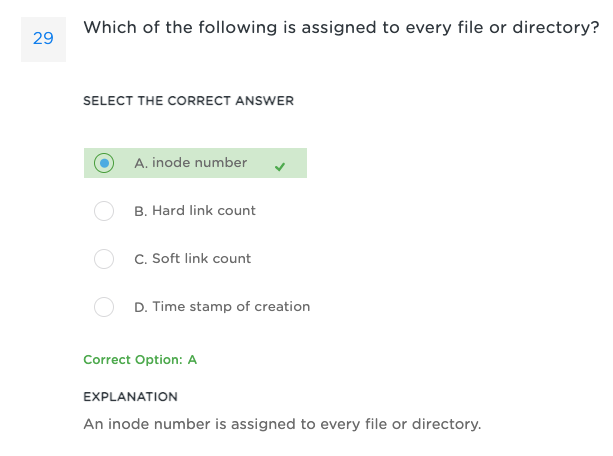 29
Which of the following is assigned to every file or directory?
SELECT THE CORRECT ANSWER
A. inode number
B. Hard link count
C. Soft link count
D. Time stamp of creation
Correct Option: A
EXPLANATION
An inode number is assigned to every file or directory.